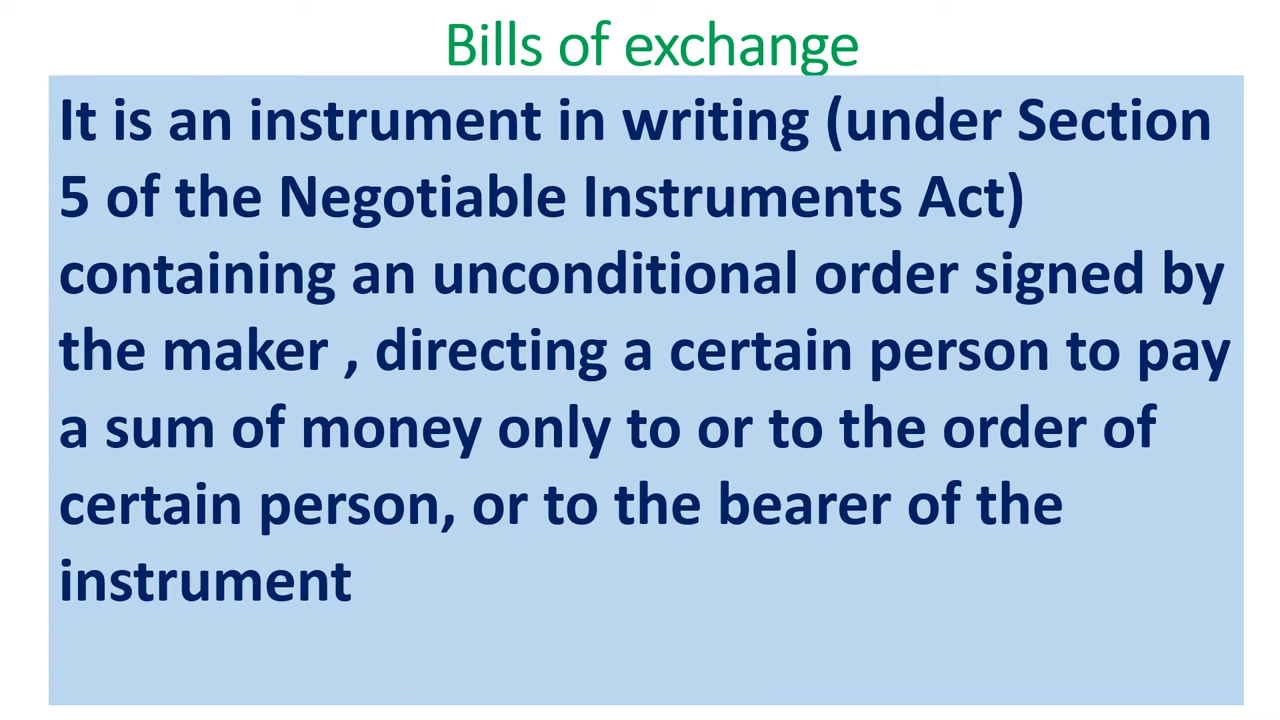 Bills of exchange
It is an instrument in writing (under Section
5 of the Negotiable Instruments Act)
containing an unconditional order signed by
the maker , directing a certain person to pay
a sum of money only to or to the order of
certain person, or to the bearer of the
instrument